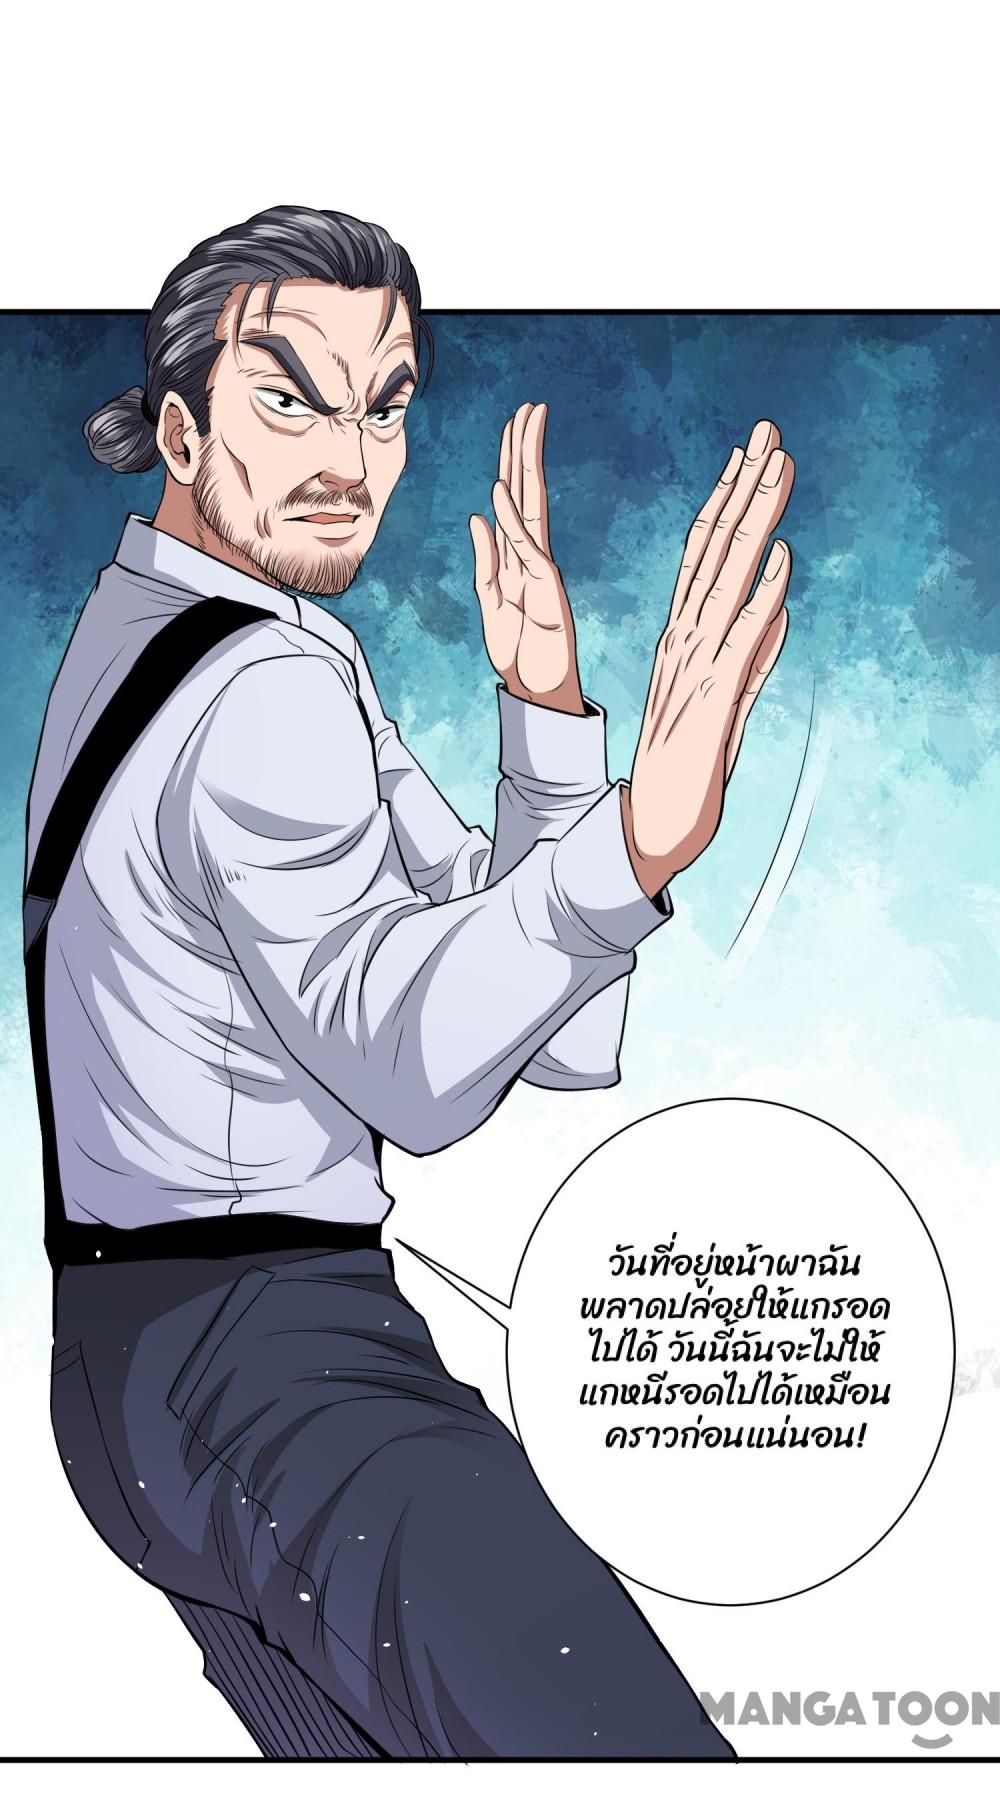 วันที่อยู่หน้าผาฉัน
พลาดปล่อยให้แกรอด
ไปได้ วันนี้ฉันจะไม่ให้
แกหนีรอดไปได้เหมือน
คราวก่อนแน่นอน!
MANGATOON